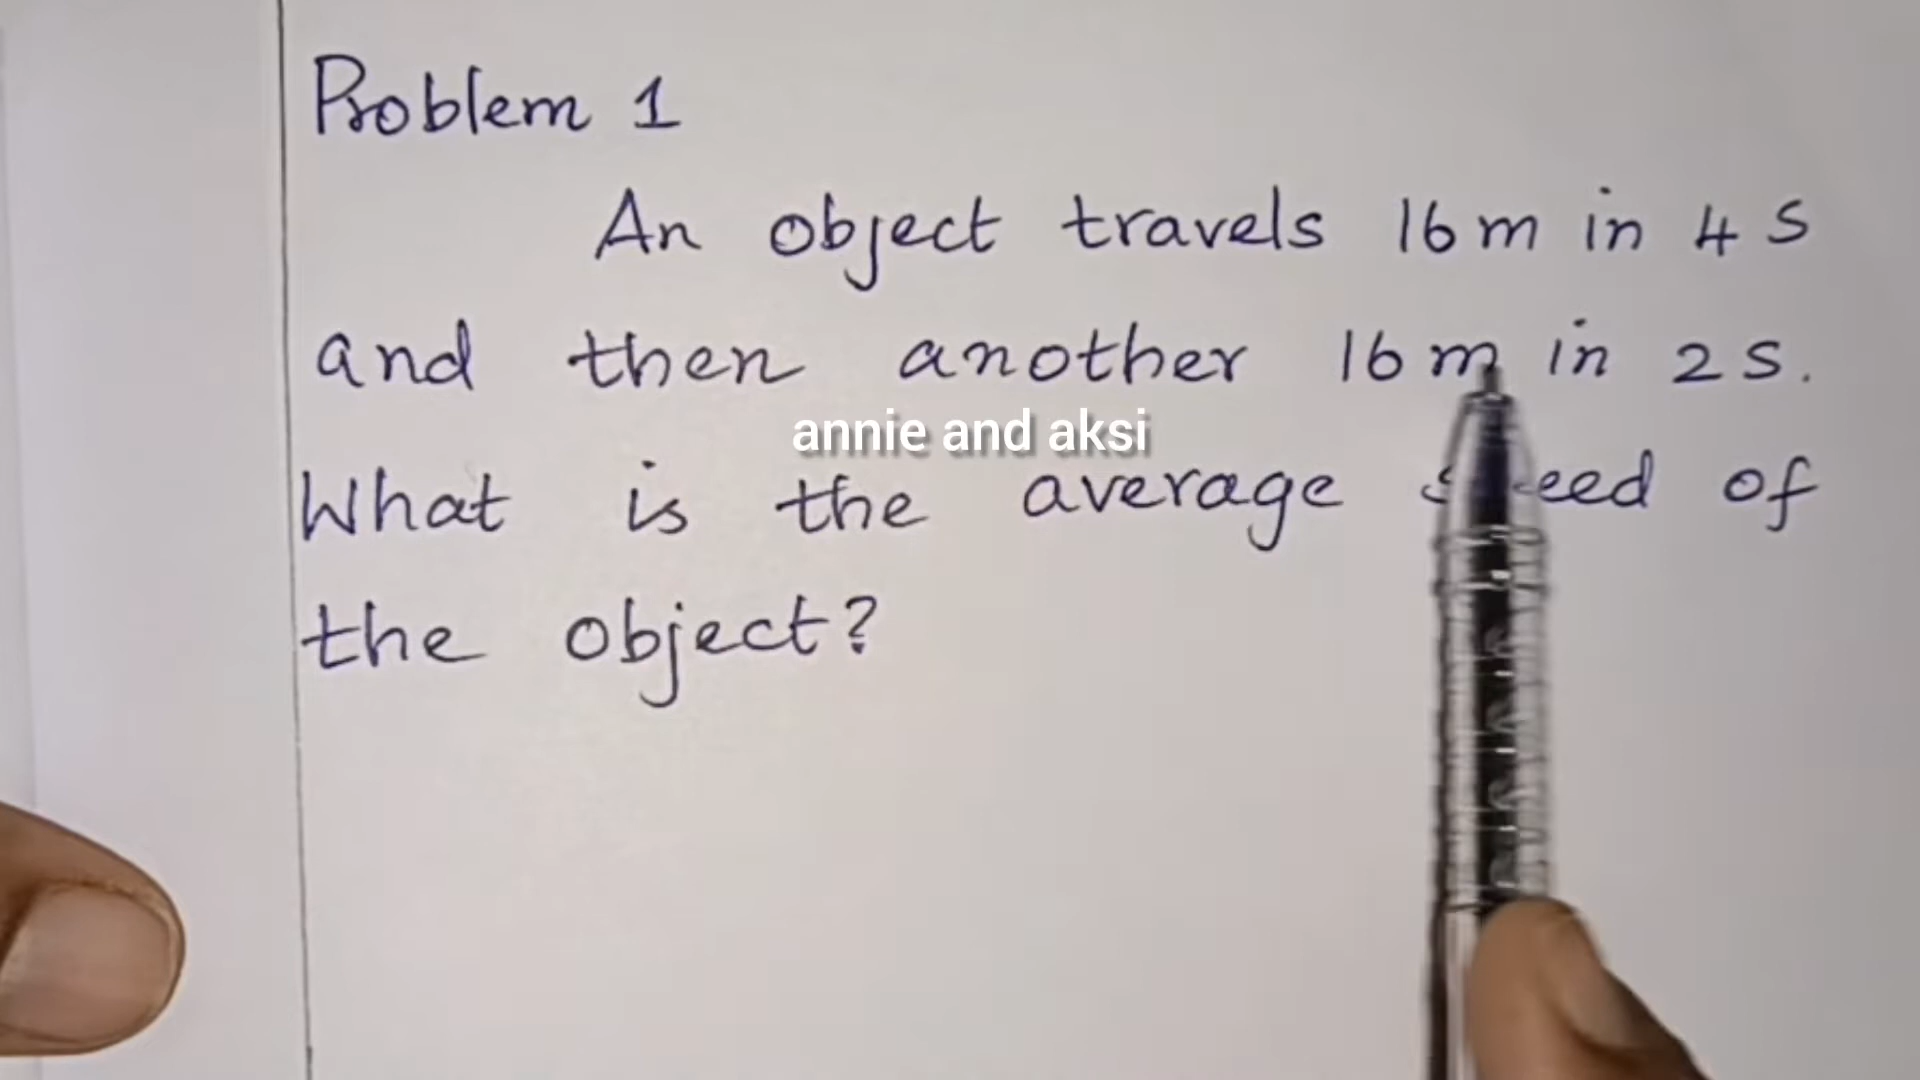 Problem 1
An object travels 16 m in 4 s
and then another 16 m in 2 s.
annie and aksi
What is the average of
the object?